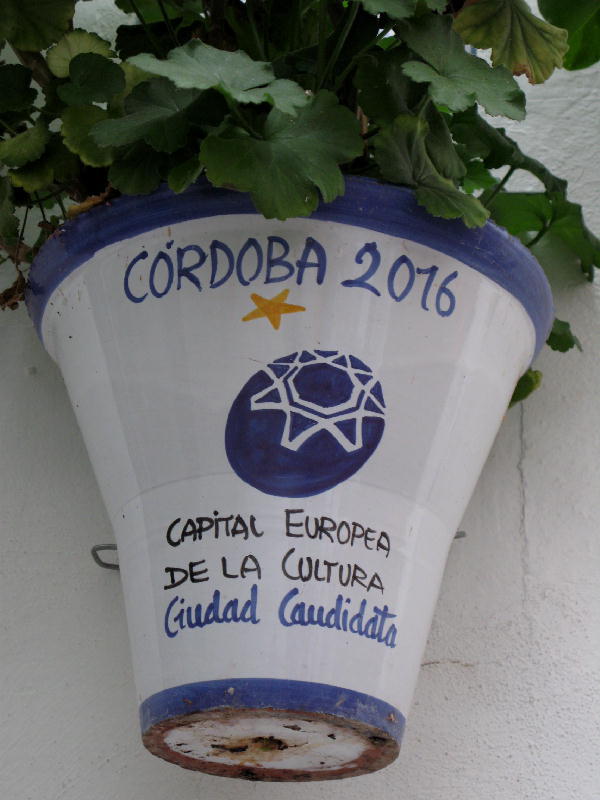 CÓRDOBA 2016
CAPITAL EUROPEA
DE LA CULTURA
Ciudad Candidata